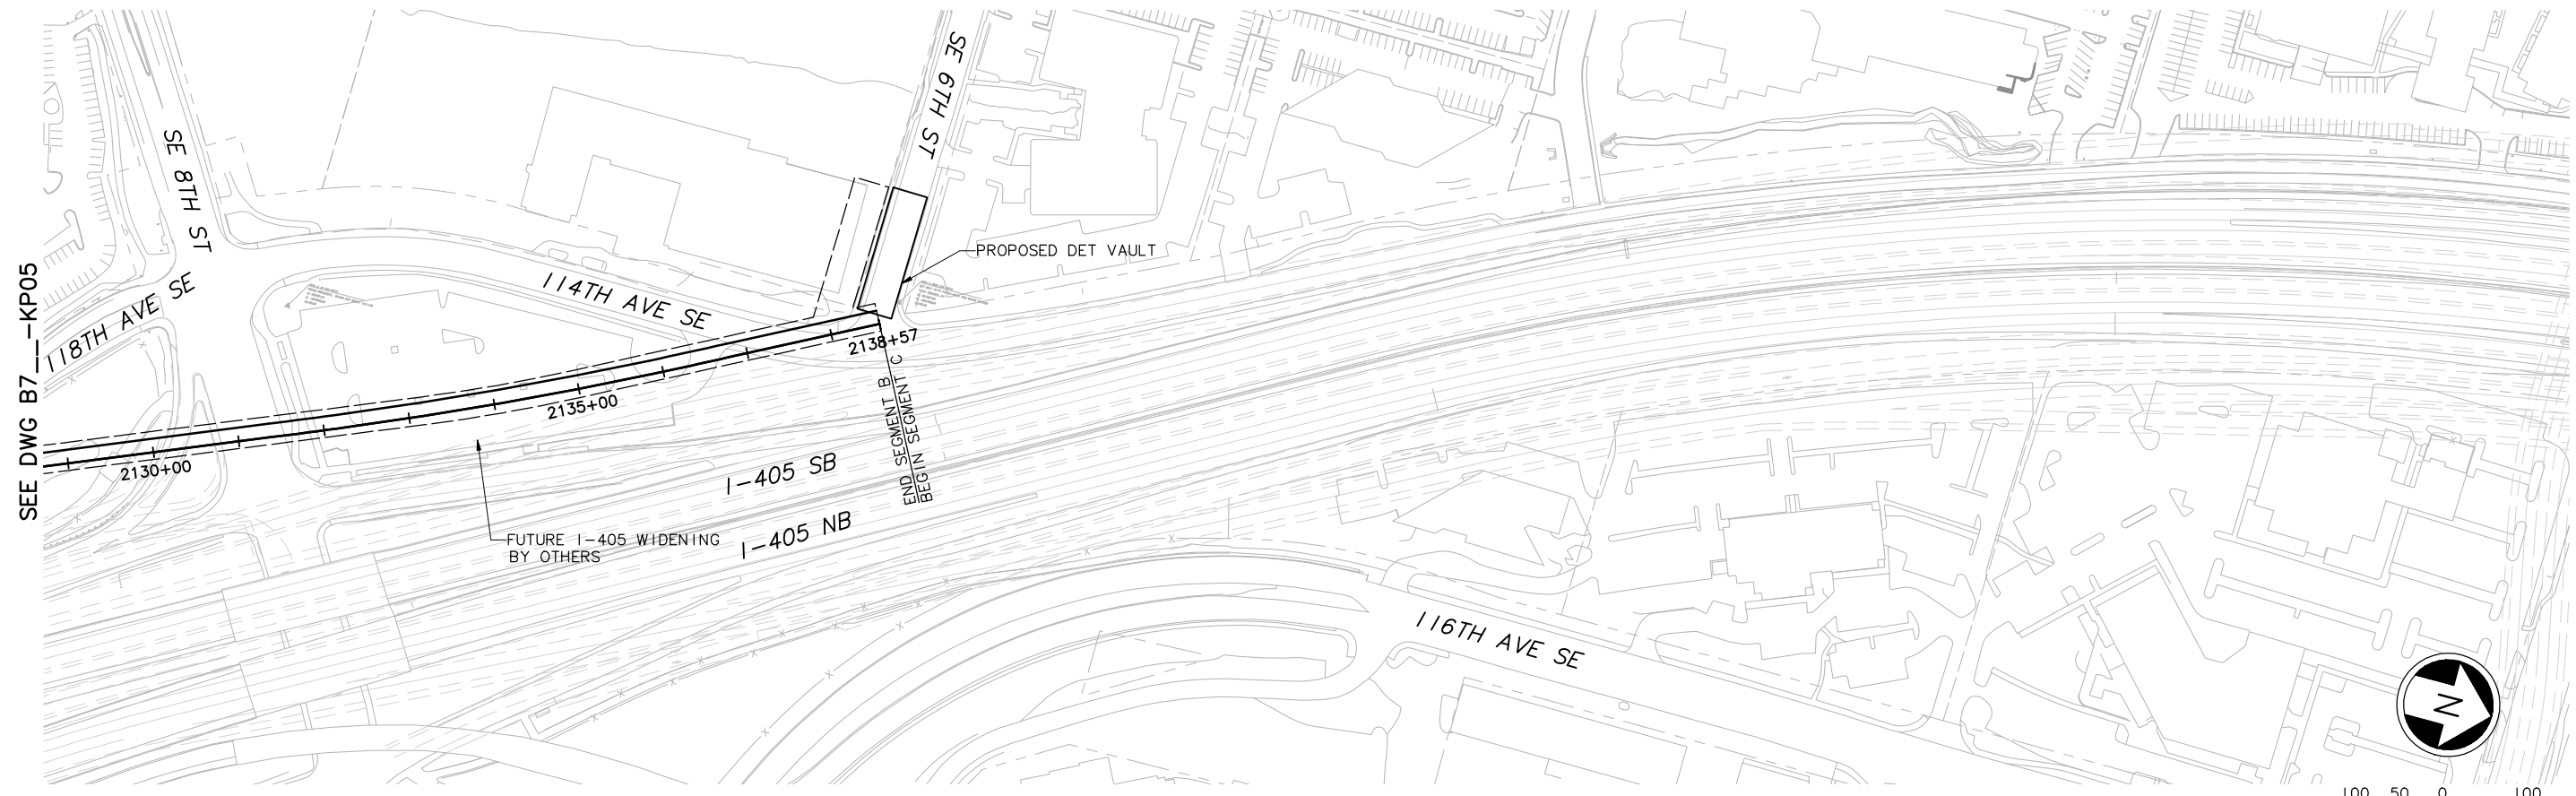 SE 6TH ST
SE 8TH ST
PROPOSED DET VAULT
114TH AVE SE
118TH AVE SE
SEE DWG B7__-KP05
2138+57
2135+00
2130+00
END SEGMENT B
BEGIN SEGMENT C
I-405 SB
I-405 NB
FUTURE I-405 WIDENING
BY OTHERS
116TH AVE SE
N
100 50 0 100